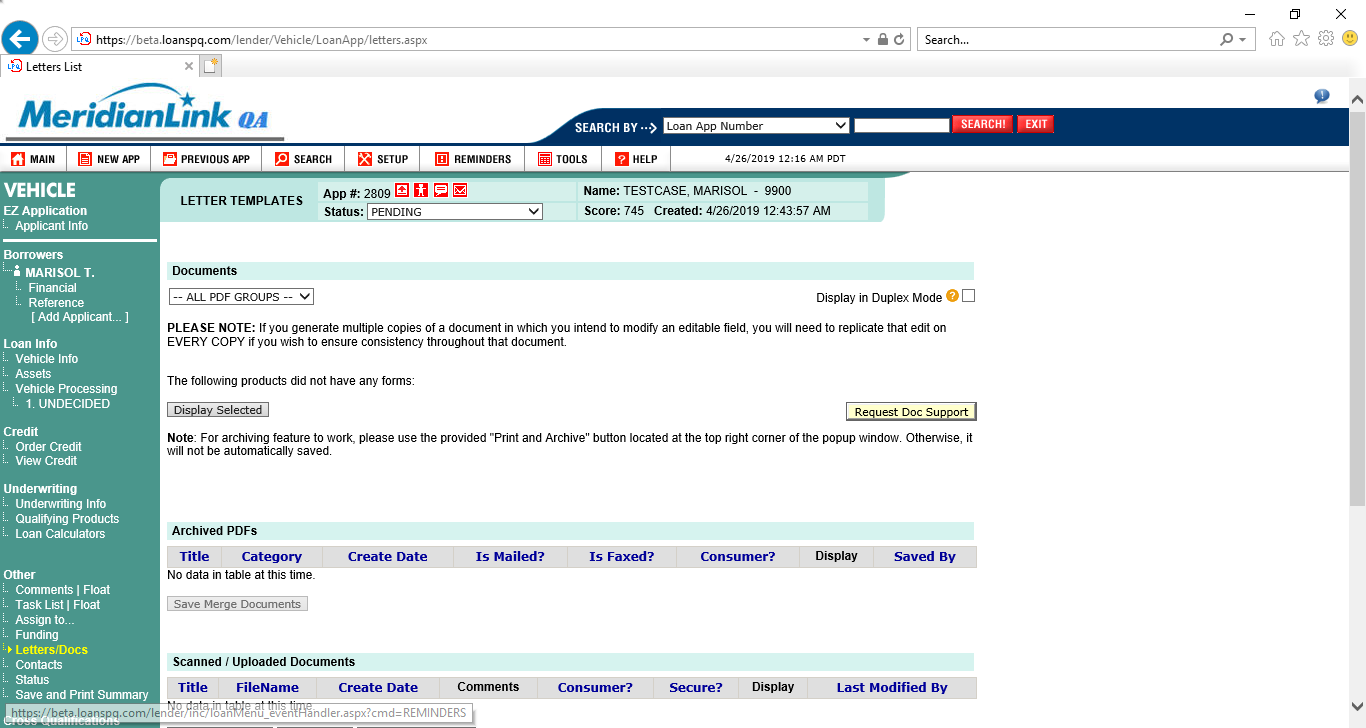 https://beta.loanspq.com/lender/Vehicle/LoanApp/letters.aspx
Search...
LPQ Letters List
MeridianLink QA
SEARCH BY
Loan App Number
SEARCH!
EXIT
MAIN
NEW APP
PREVIOUS APP
SEARCH
SETUP
REMINDERS
TOOLS
HELP
4/26/2019 12:16 AM PDT
VEHICLE
EZ Application
Applicant Info
Borrowers
MARISOL T.
Financial
Reference
[ Add Applicant... ]
Loan Info
Vehicle Info
Assets
Vehicle Processing
1. UNDECIDED
Credit
Order Credit
View Credit
Underwriting
Underwriting Info
Qualifying Products
Loan Calculators
Other
Comments | Float
Task List | Float
Assign to...
Funding
Letters/Docs
Contacts
Status
Save and Print Summary
Cross Qualifications
LETTER TEMPLATES
App #: 2809
Status: PENDING
Name: TESTCASE, MARISOL - 9900
Score: 745 Created: 4/26/2019 12:43:57 AM
Documents
-- ALL PDF GROUPS --
Display in Duplex Mode ?
PLEASE NOTE: If you generate multiple copies of a document in which you intend to modify an editable field, you will need to replicate that edit on
EVERY COPY if you wish to ensure consistency throughout that document.
The following products did not have any forms:
Display Selected
Request Doc Support
Note: For archiving feature to work, please use the provided "Print and Archive" button located at the top right corner of the popup window. Otherwise, it
will not be automatically saved.
Archived PDFs
Title Category Create Date Is Mailed? Is Faxed? Consumer? Display Saved By
No data in table at this time.
Save Merge Documents
Scanned / Uploaded Documents
Title FileName Create Date Comments Consumer? Secure? Display Last Modified By
No data in table at this time.
https://beta.loanspq.com/lender/inc/loanMenu_eventHandler.aspx?cmd=REMINDERS